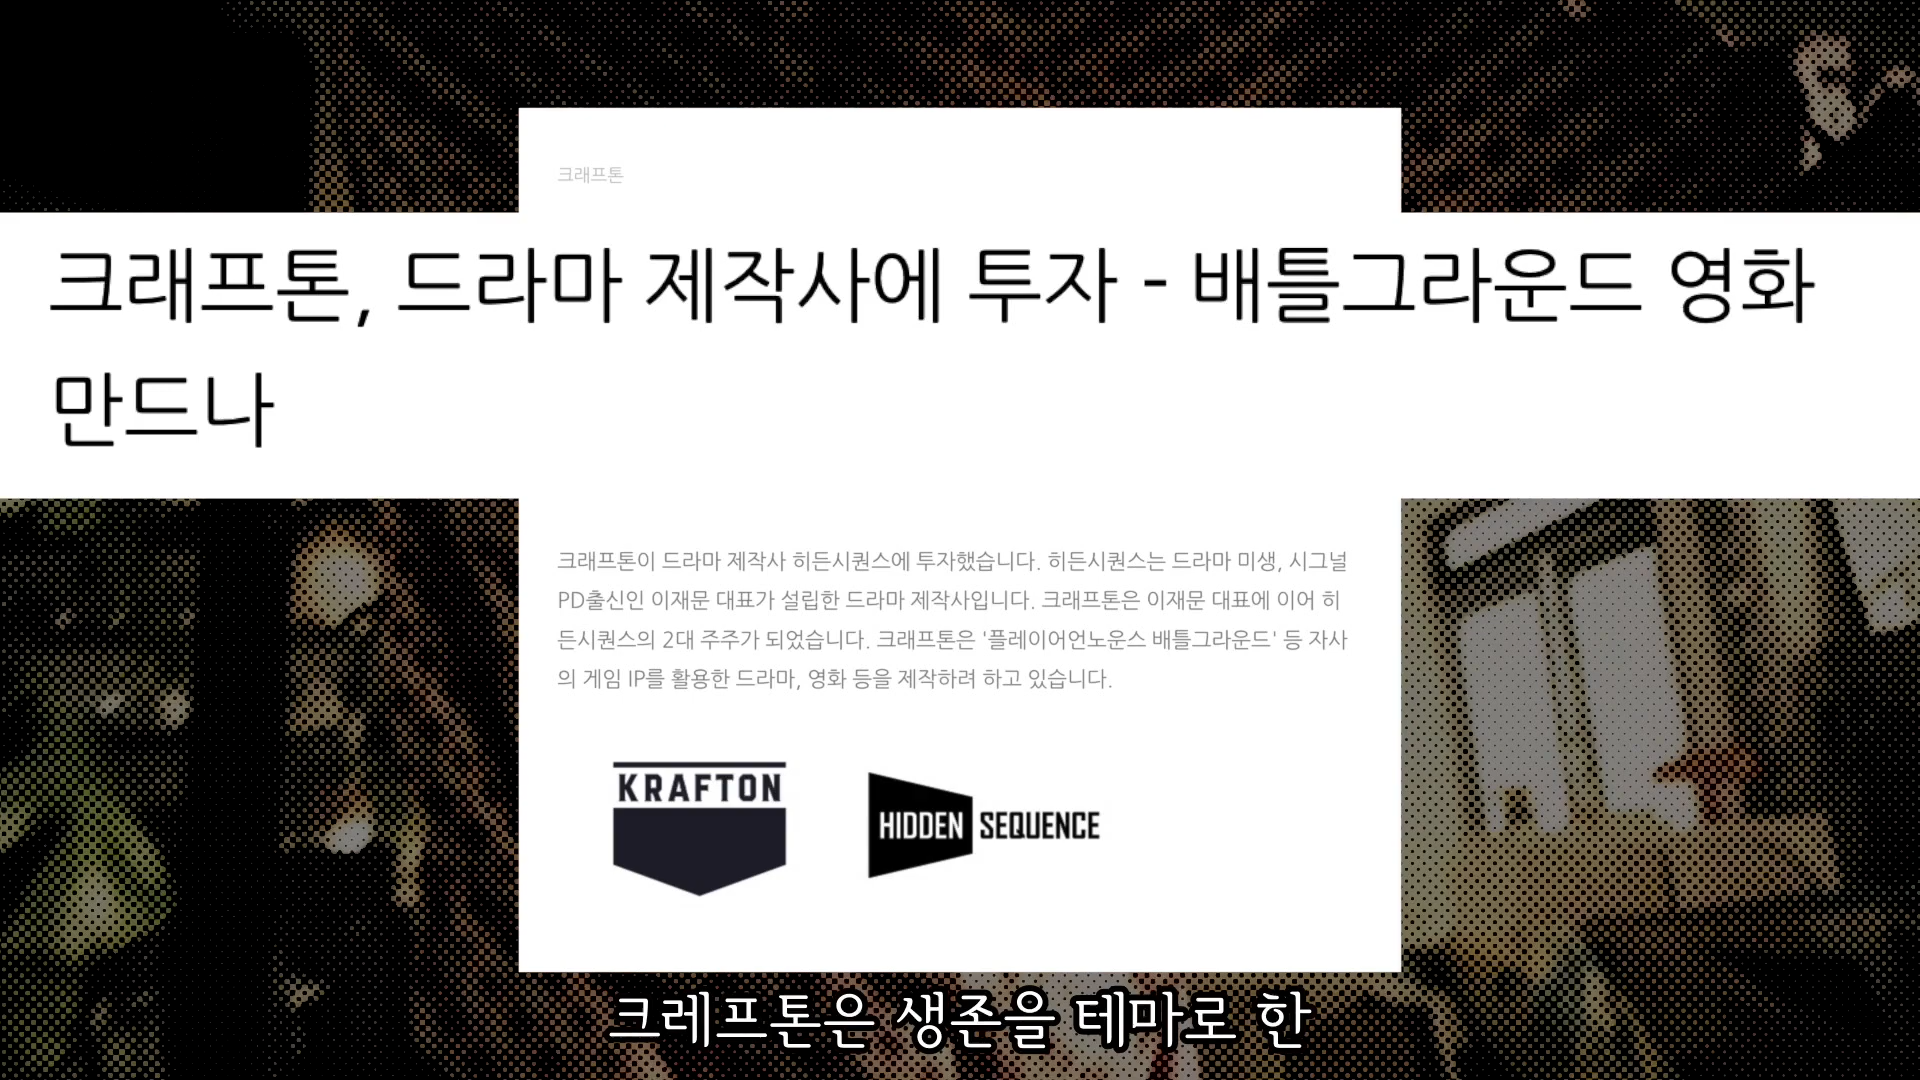 크래프톤
크래프톤, 드라마 제작사에 투자 - 배틀그라운드 영화
만드나
크래프톤이 드라마 제작사 히든시퀀스에 투자했습니다. 히든시퀀스는 드라마 미생, 시그널
PD출신인 이재문 대표가 설립한 드라마 제작사입니다. 크래프톤은 이재문 대표에 이어 히
든시퀀스의 2대 주주가 되었습니다. 크래프톤은 '플레이어언노운스 배틀그라운드' 등 자사
의 게임 IP를 활용한 드라마, 영화 등을 제작하려 하고 있습니다.
KRAFTON
HIDDEN SEQUENCE
크레프톤은 생존을 테마로 한